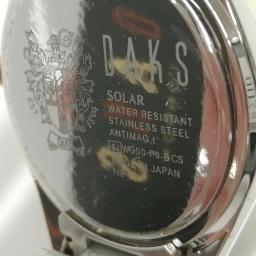 DAKS
SOLAR
WATER RESISTANT
STAINLESS STEEL
ANTIMAG.1
JAPAN